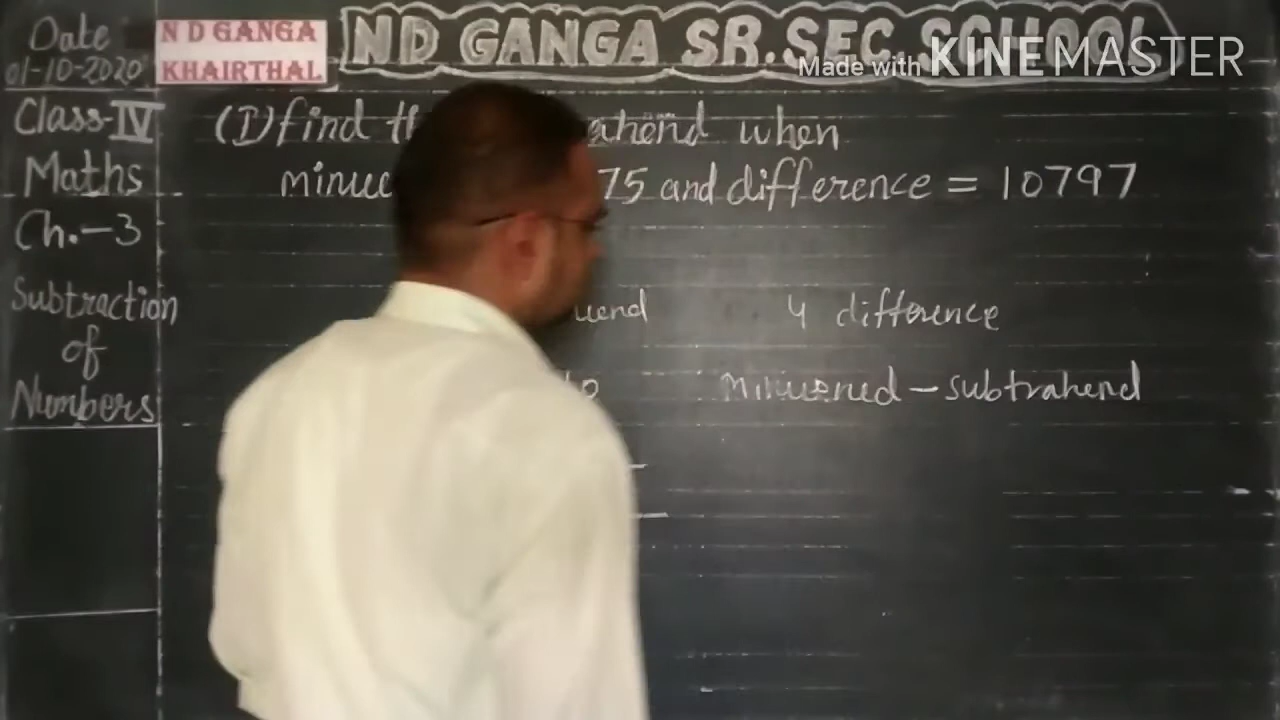 Date
01-10-2020
N D GANGA
KHAIRTHAL
ND GANGA SR.SEC. SCHOOL
Made with KINEMASTER
Class-IV
Maths
Ch.-3
Subtraction
of
Numbers
(I) find th ahend when
minue 75 and difference = 10797
uend 4 difference
minuened - subtrahend